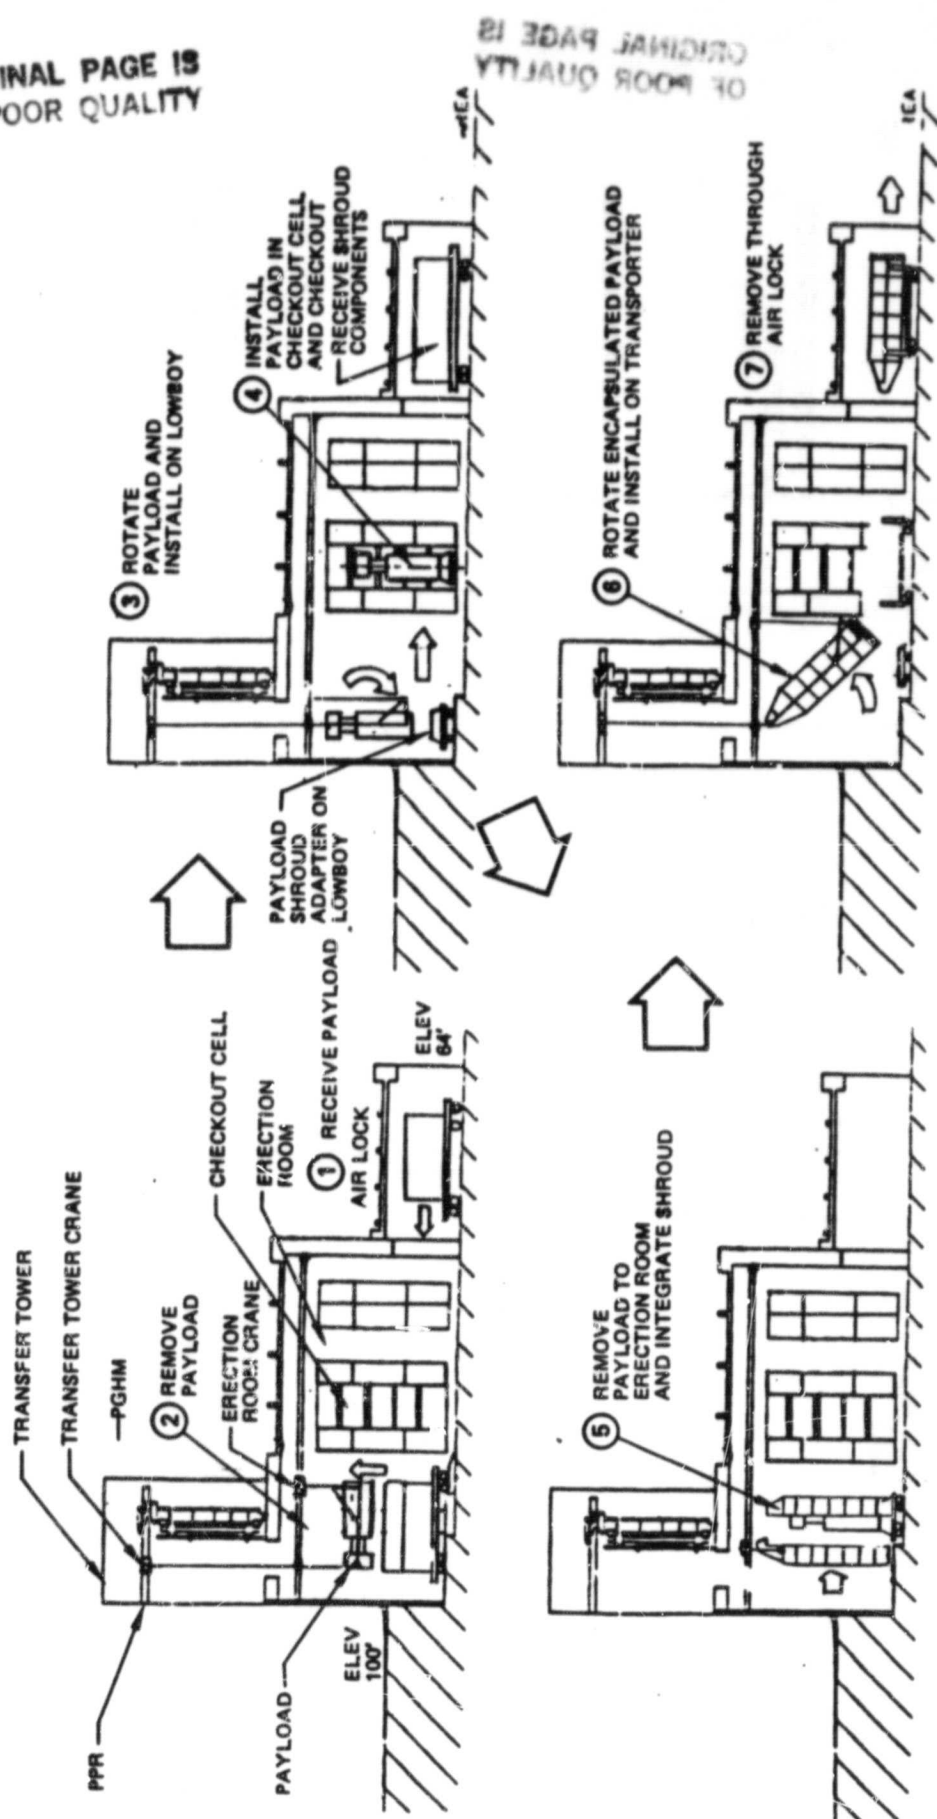 INAL PAGE IS
POOR QUALITY
ORIGINAL PAGE IS
OF POOR QUALITY
TRANSFER TOWER
TRANSFER TOWER CRANE
PGHM
PPR
2 REMOVE
PAYLOAD
ERECTION
ROOM CRANE
CHECKOUT CELL
ERECTION
ROOM
1 RECEIVE PAYLOAD
AIR LOCK
ELEV
64'
PAYLOAD
ELEV
100'
3 ROTATE
PAYLOAD AND
INSTALL ON LOWBOY
4 INSTALL
PAYLOAD IN
CHECKOUT CELL
AND CHECKOUT
RECEIVE SHROUD
COMPONENTS
PAYLOAD
SHROUD
ADAPTER ON
LOWBOY
5 REMOVE
PAYLOAD TO
ERECTION ROOM
AND INTEGRATE SHROUD
6 ROTATE ENCAPSULATED PAYLOAD
AND INSTALL ON TRANSPORTER
7 REMOVE THROUGH
AIR LOCK